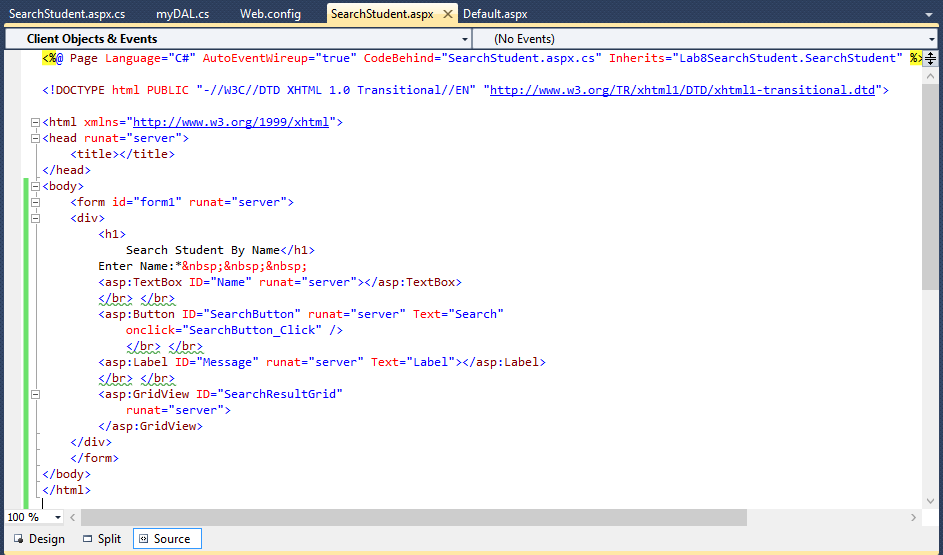 SearchStudent.aspx.cs myDAL.cs Web.config SearchStudent.aspx Default.aspx
Client Objects & Events (No Events)
<%@ Page Language="C#" AutoEventWireup="true" CodeBehind="SearchStudent.aspx.cs" Inherits="Lab8SearchStudent.SearchStudent" %>
<!DOCTYPE html PUBLIC "-//W3C//DTD XHTML 1.0 Transitional//EN" "http://www.w3.org/TR/xhtml1/DTD/xhtml1-transitional.dtd">
<html xmlns="http://www.w3.org/1999/xhtml">
<head runat="server">
<title></title>
</head>
<body>
<form id="form1" runat="server">
<div>
<h1>
Search Student By Name</h1>
Enter Name:*&nbsp;&nbsp;&nbsp;
<asp:TextBox ID="Name" runat="server"></asp:TextBox>
</br> </br>
<asp:Button ID="SearchButton" runat="server" Text="Search"
onclick="SearchButton_Click" />
</br> </br>
<asp:Label ID="Message" runat="server" Text="Label"></asp:Label>
</br> </br>
<asp:GridView ID="SearchResultGrid"
runat="server">
</asp:GridView>
</div>
</form>
</body>
</html>
100 %
Design Split Source